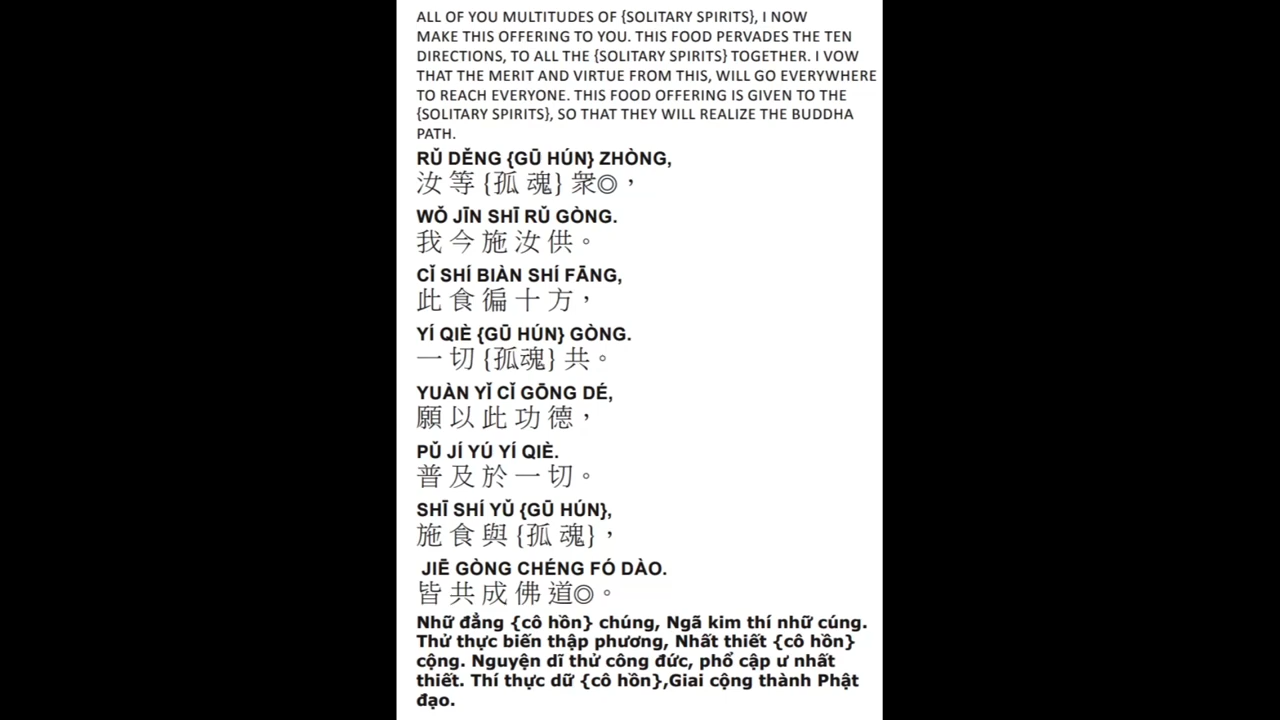 ALL OF YOU MULTITUDES OF {SOLITARY SPIRITS}, I NOW
MAKE THIS OFFERING TO YOU. THIS FOOD PERVADES THE TEN
DIRECTIONS, TO ALL THE {SOLITARY SPIRITS} TOGETHER. I VOW
THAT THE MERIT AND VIRTUE FROM THIS, WILL GO EVERYWHERE
TO REACH EVERYONE. THIS FOOD OFFERING IS GIVEN TO THE
{SOLITARY SPIRITS}, SO THAT THEY WILL REALIZE THE BUDDHA
PATH.
RǓ DĚNG {GŪ HÚN} ZHÒNG,
汝 等 {孤 魂} 衆◎，
WǑ JĪN SHĪ RǓ GÒNG.
我 今 施 汝 供。
CǏ SHÍ BIÀN SHÍ FĀNG,
此 食 徧 十 方，
YÍ QIÈ {GŪ HÚN} GÒNG.
一 切 {孤魂} 共。
YUÀN YǏ CǏ GŌNG DÉ,
願 以 此 功 德，
PǓ JÍ YÚ YÍ QIÈ.
普 及 於 一 切。
SHĪ SHÍ YǓ {GŪ HÚN},
施 食 與 {孤 魂}，
JIĒ GÒNG CHÉNG FÓ DÀO.
皆 共 成 佛 道◎。
Nhữ đẳng {cô hồn} chúng, Ngã kim thí nhữ cúng.
Thử thực biến thập phương, Nhất thiết {cô hồn}
cộng. Nguyện dĩ thử công đức, phổ cập ư nhất
thiết. Thí thực dữ {cô hồn},Giai cộng thành Phật
đạo.